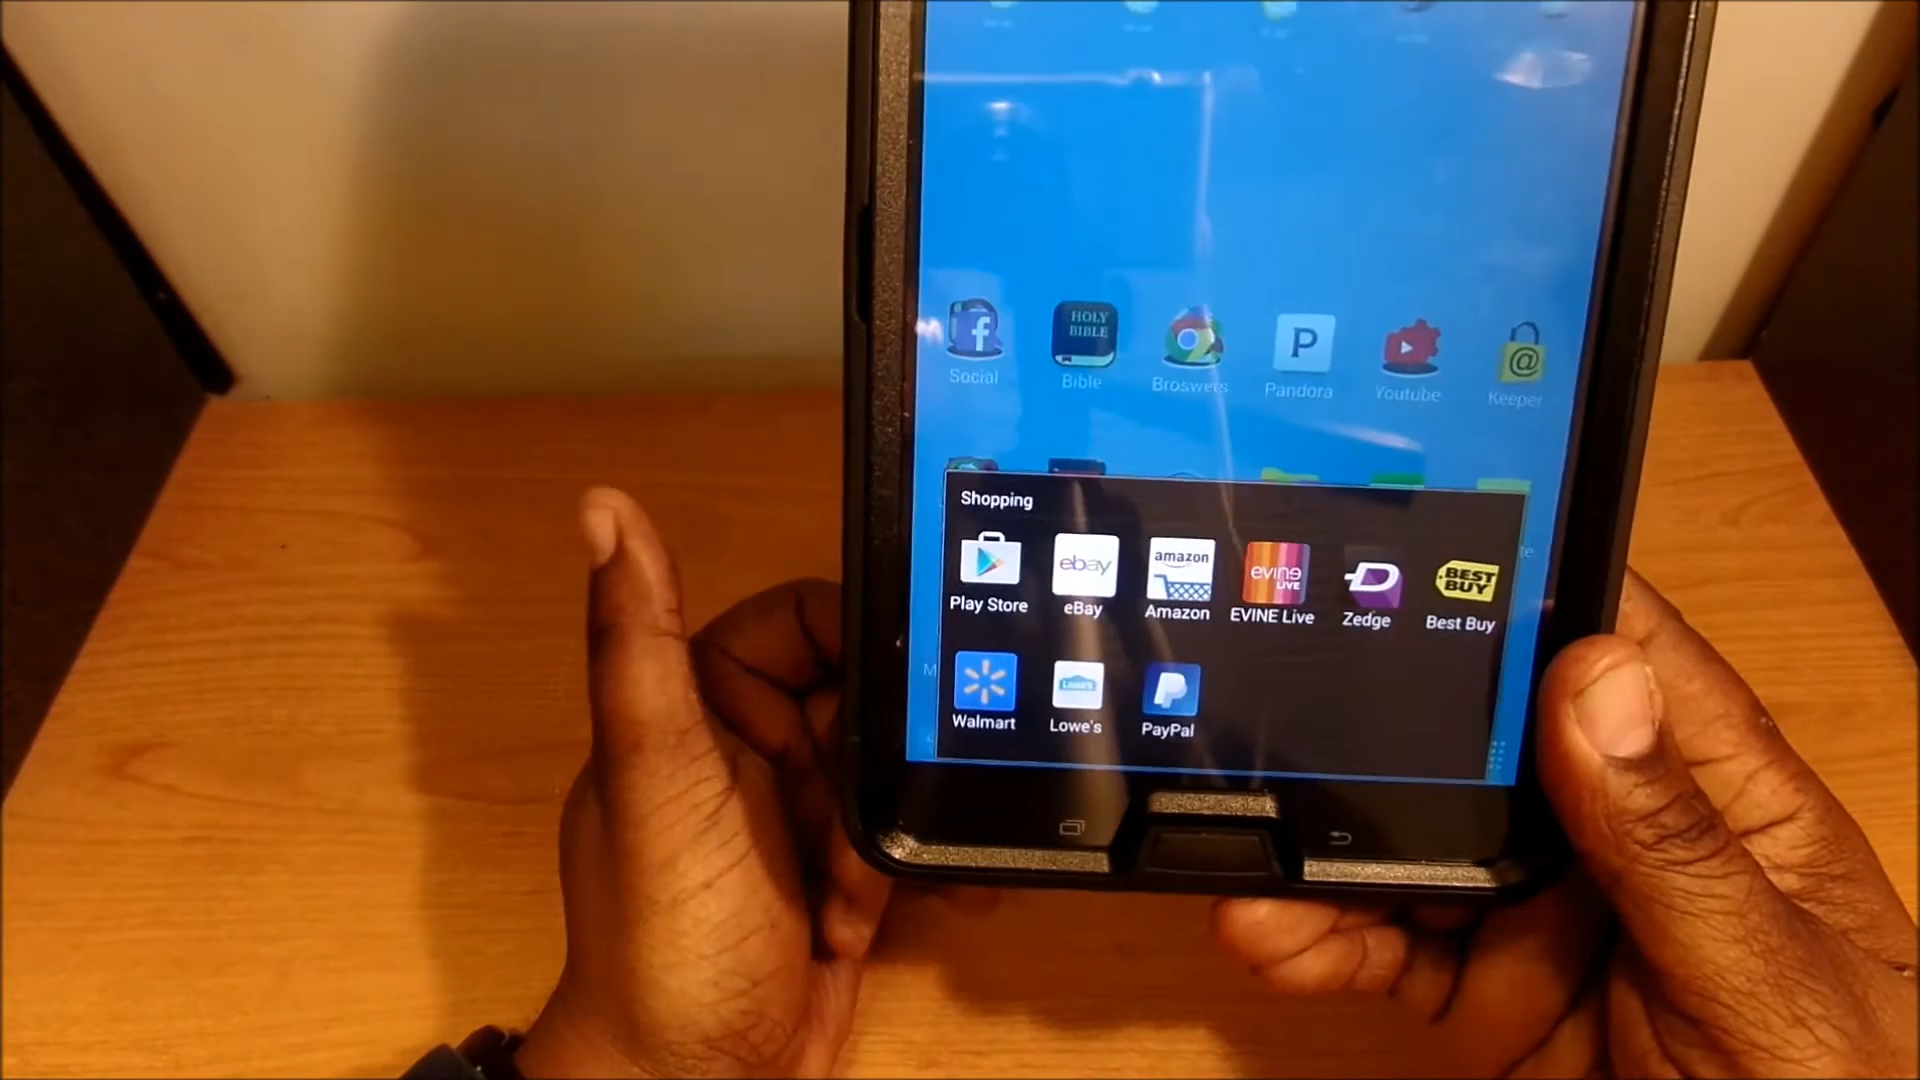 HOLY
BIBLE
P
@
Social
Bible
Broswers
Pandora
Youtube
Keeper
Shopping
ebay
amazon
evine
LIVE
BEST
BUY
Play Store
eBay
Amazon
EVINE Live
Zedge
Best Buy
LOWE'S
Walmart
Lowe's
PayPal